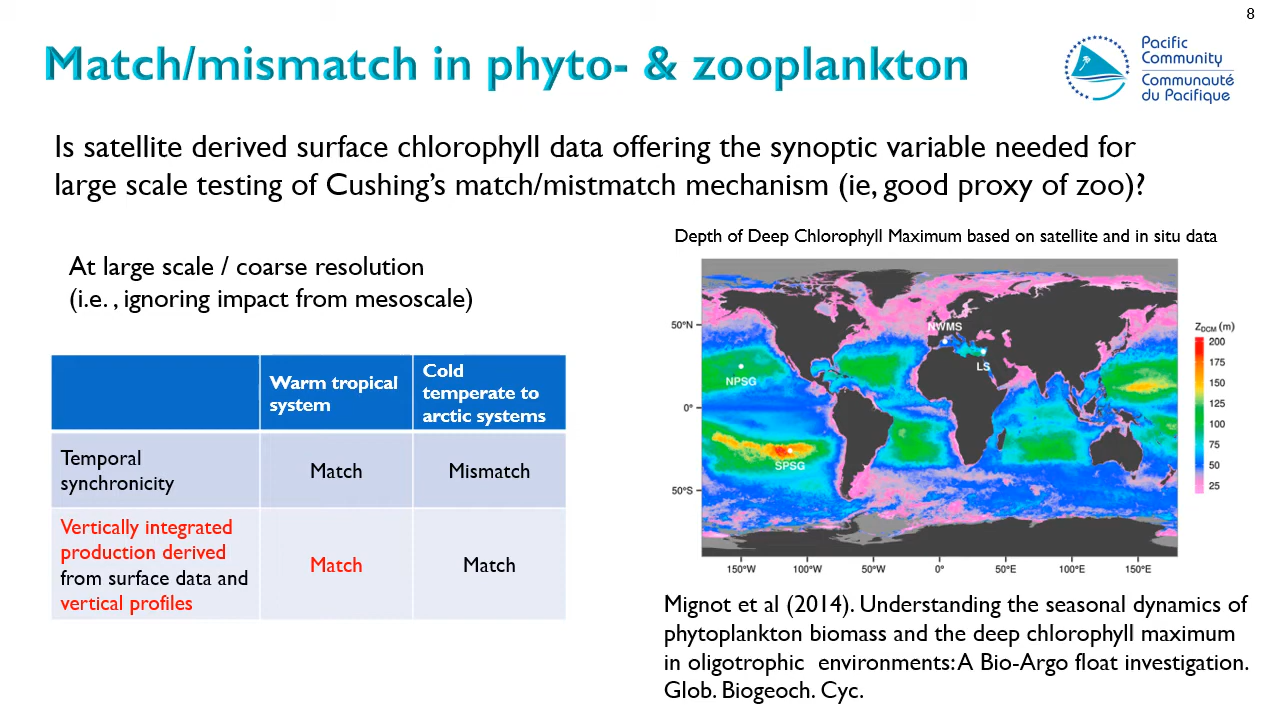 8
Match/mismatch in phyto- & zooplankton
Pacific
Community
Communauté
du Pacifique
Is satellite derived surface chlorophyll data offering the synoptic variable needed for
large scale testing of Cushing's match/mistmatch mechanism (ie, good proxy of zoo)?
At large scale / coarse resolution
(i.e. , ignoring impact from mesoscale)
Warm tropical
system
Cold
temperate to
arctic systems
Temporal
synchronicity
Match
Mismatch
Vertically integrated
production derived
from surface data and
vertical profiles
Match
Match
Depth of Deep Chlorophyll Maximum based on satellite and in situ data
50°N
0°
50°S
NWMS
LS
NPSG
SPSG
150°W 100°W 50°W 0° 50°E 100°E 150°E
ZDCM (m)
200
175
150
125
100
75
50
25
Mignot et al (2014). Understanding the seasonal dynamics of
phytoplankton biomass and the deep chlorophyll maximum
in oligotrophic environments: A Bio-Argo float investigation.
Glob. Biogeoch. Cyc.